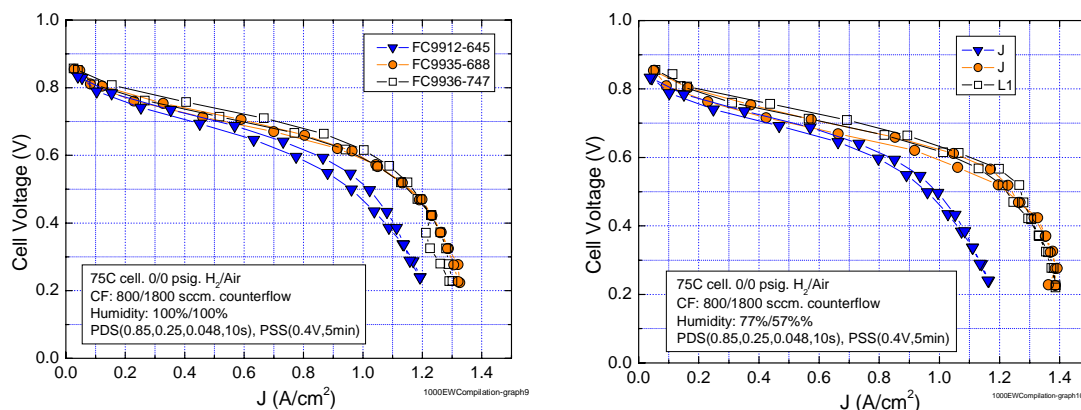 1.0
0.8
0.6
0.4
0.2
0.0
Cell Voltage (V)
FC9912-645
FC9935-688
FC9936-747
75C cell. 0/0 psig. H2/Air
CF: 800/1800 sccm. counterflow
Humidity: 100%/100%
PDS(0.85,0.25,0.048,10s), PSS(0.4V,5min)
0.0 0.2 0.4 0.6 0.8 1.0 1.2 1.4
J (A/cm2)
1000EWCompilation-graph9
1.0
0.8
0.6
0.4
0.2
0.0
Cell Voltage (V)
J
J
L1
75C cell. 0/0 psig. H2/Air
CF: 800/1800 sccm. counterflow
Humidity: 77%/57%%
PDS(0.85,0.25,0.048,10s), PSS(0.4V,5min)
0.0 0.2 0.4 0.6 0.8 1.0 1.2 1.4
J (A/cm2)